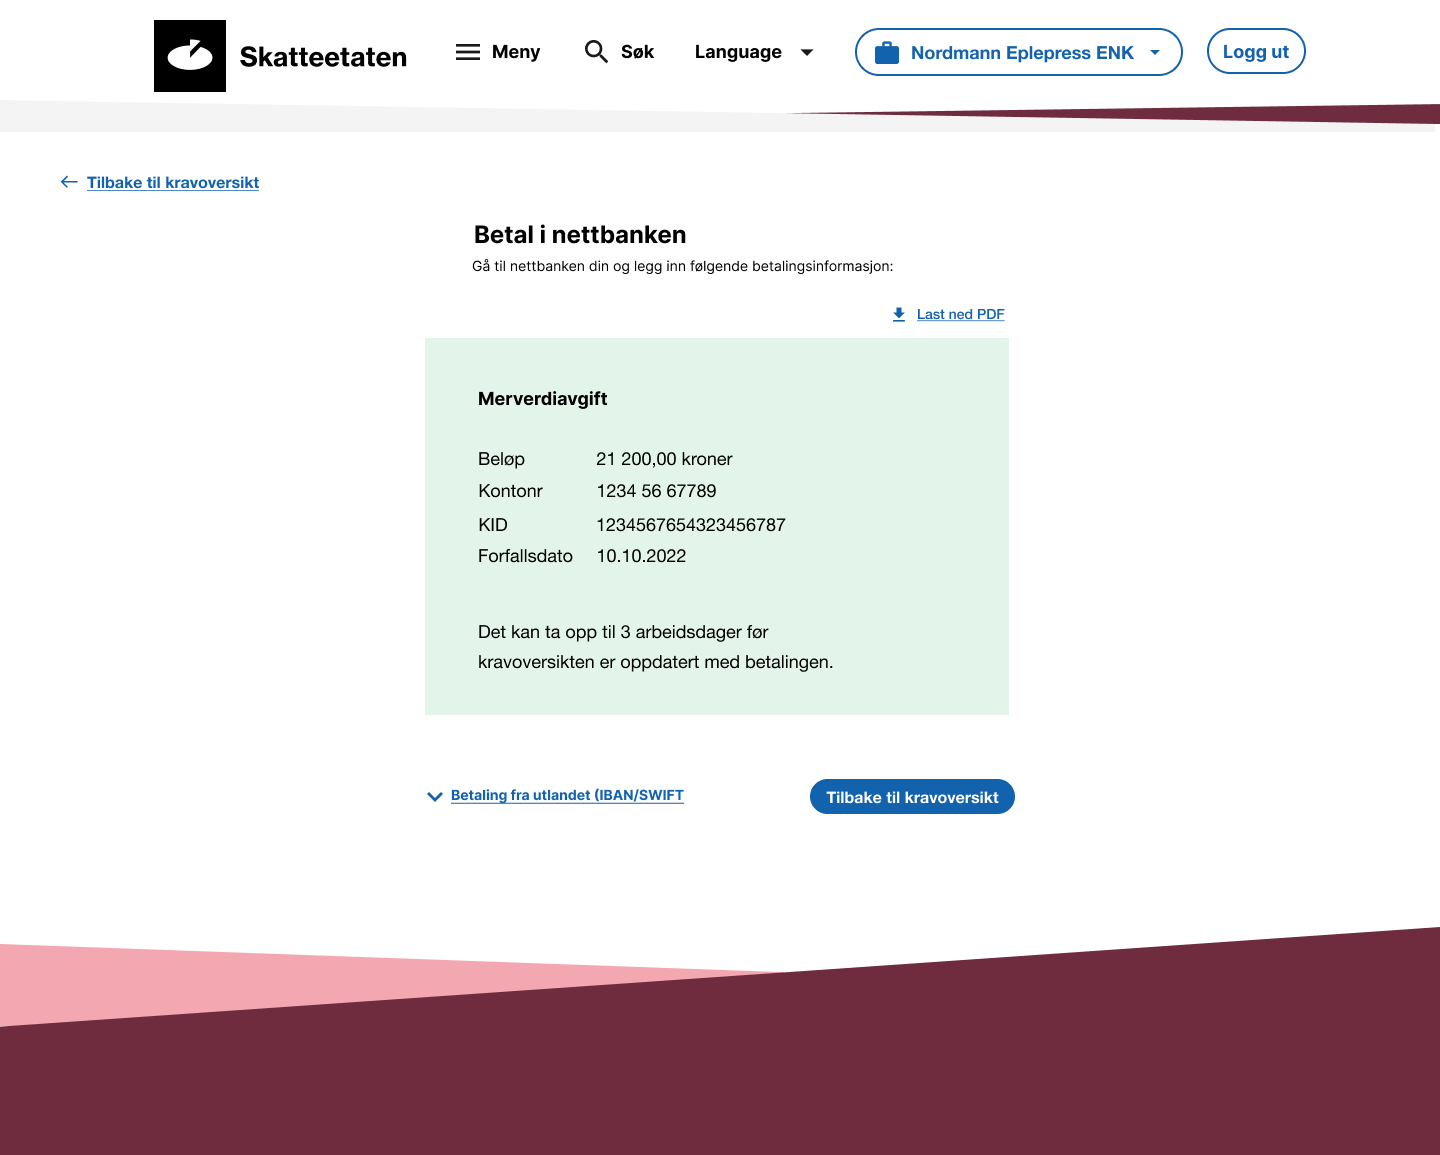 Skatteetaten
Meny
Søk
Language
Nordmann Eplepress ENK
Logg ut
Tilbake til kravoversikt
Betal i nettbanken
Gå til nettbanken din og legg inn følgende betalingsinformasjon:
Last ned PDF
Merverdiavgift
Beløp 21 200,00 kroner
Kontonr 1234 56 67789
KID 1234567654323456787
Forfallsdato 10.10.2022
Det kan ta opp til 3 arbeidsdager før
kravoversikten er oppdatert med betalingen.
Betaling fra utlandet (IBAN/SWIFT
Tilbake til kravoversikt